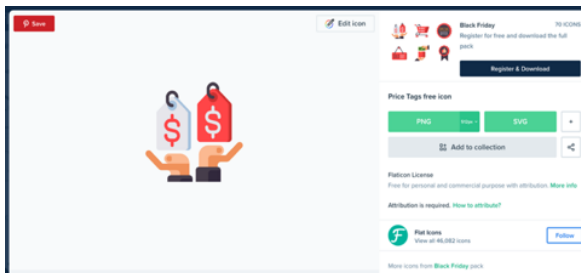 Save
Edit icon
Black Friday
70 ICONS
Register for free and download the full
pack
Register & Download
Price Tags free icon
PNG
SVG
+
Add to collection
Flaticon License
Free for personal and commercial purpose with attribution. More info
Attribution is required. How to attribute?
Flat Icons
View all 46,082 icons
Follow
More icons from Black Friday pack